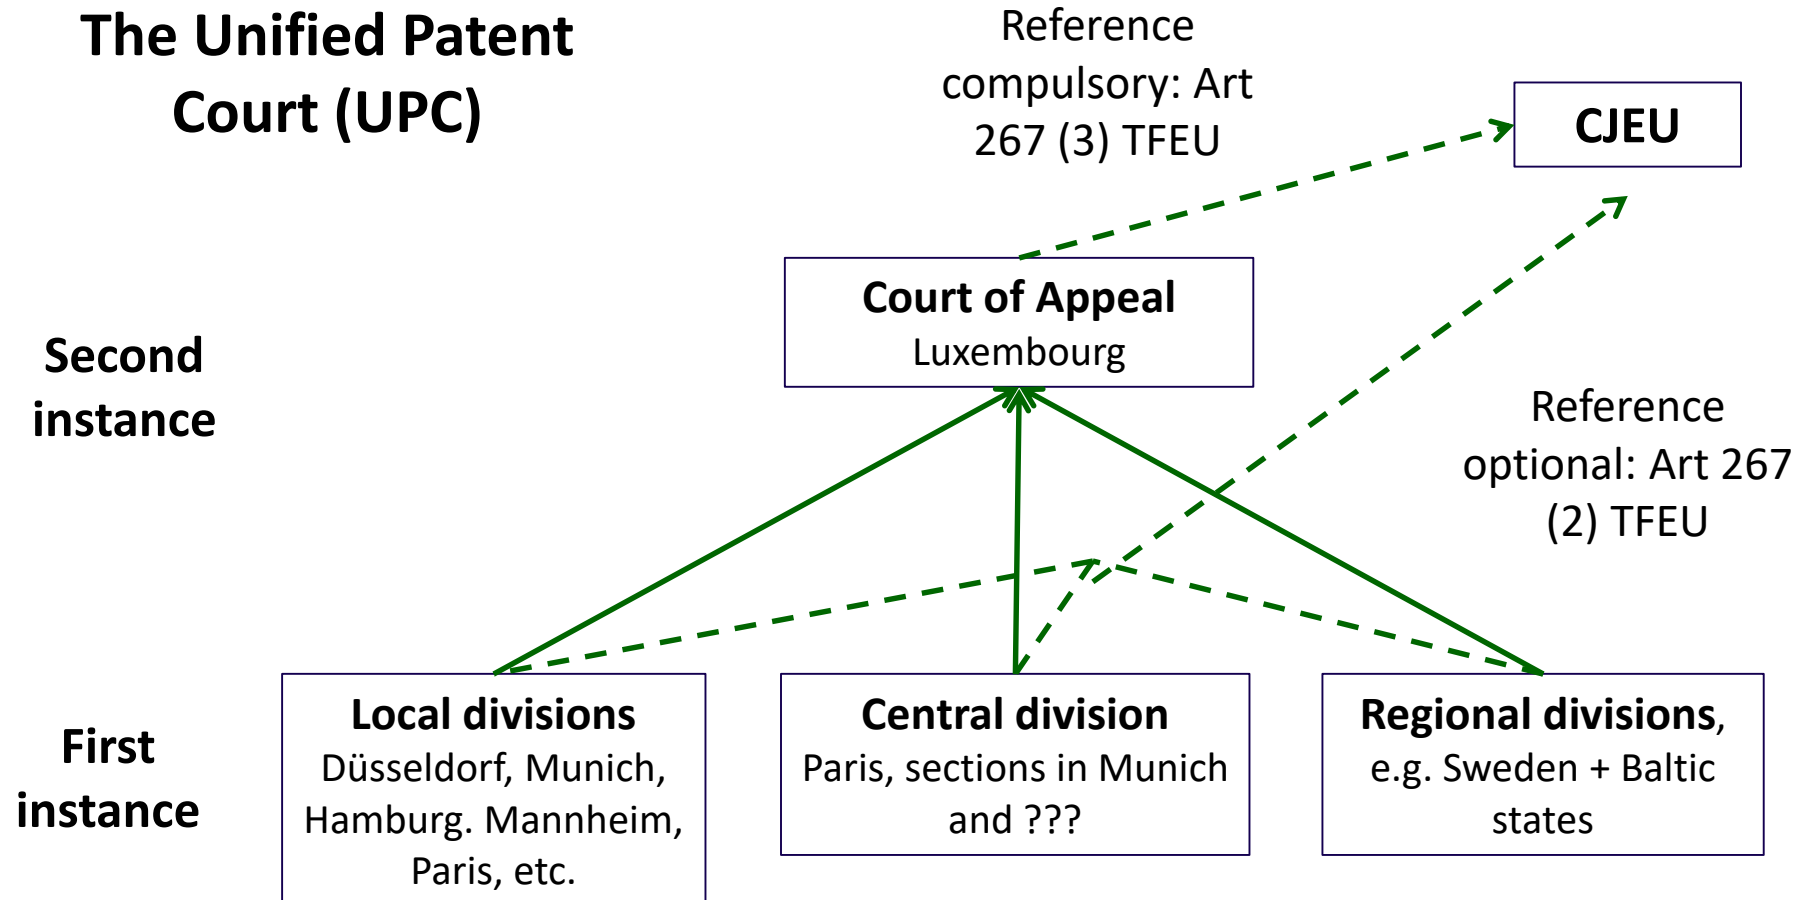 The Unified Patent
Court (UPC)
Reference
compulsory: Art
267 (3) TFEU
CJEU
Court of Appeal
Luxembourg
Second
instance
Reference
optional: Art 267
(2) TFEU
First
instance
Local divisions
Düsseldorf, Munich,
Hamburg. Mannheim,
Paris, etc.
Central division
Paris, sections in Munich
and ???
Regional divisions,
e.g. Sweden + Baltic
states